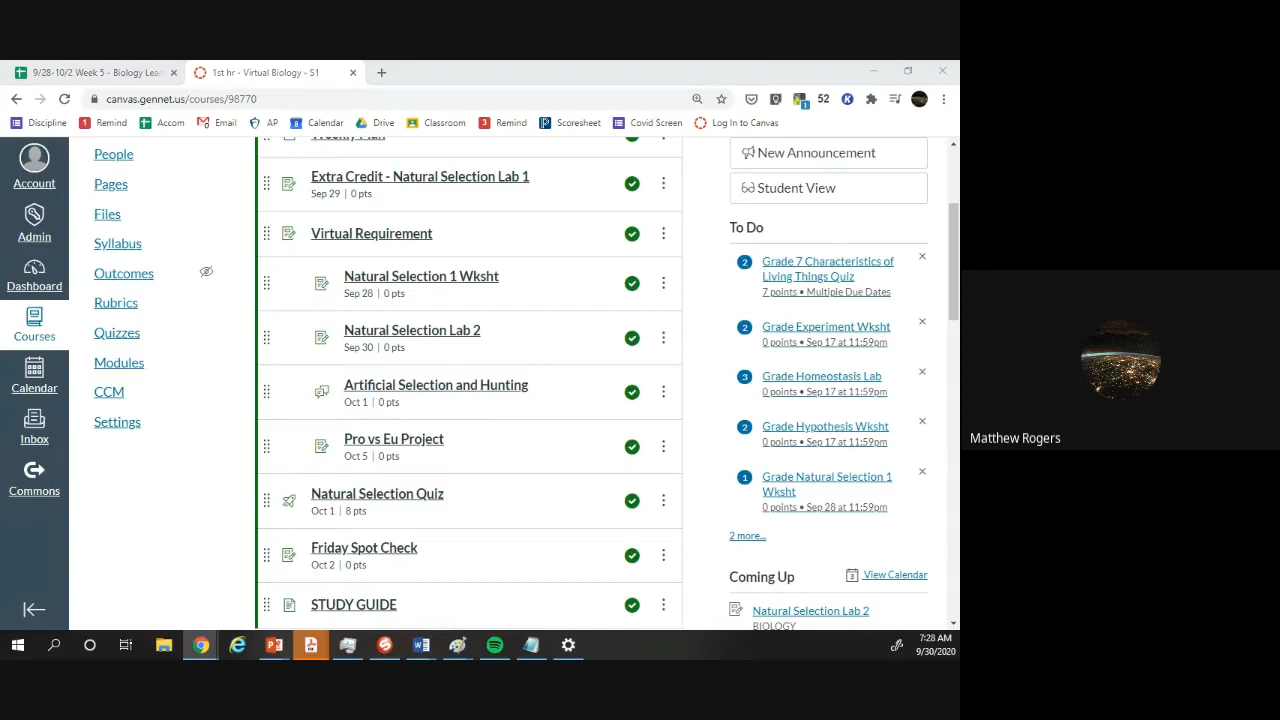 9/28-10/2 Week 5 - Biology Lear
1st hr - Virtual Biology - S1
canvas.gennet.us/courses/98770
52
1
Discipline
Remind
Accom
Email
AP
Calendar
Drive
Classroom
Remind
Scoresheet
Covid Screen
Log In to Canvas
Account
Admin
Dashboard
Courses
Calendar
Inbox
Commons
People
Pages
Files
Syllabus
Outcomes
Rubrics
Quizzes
Modules
CCM
Settings
Weekly Plan
Extra Credit - Natural Selection Lab 1
Sep 29 | 0 pts
Virtual Requirement
Natural Selection 1 Wksht
Sep 28 | 0 pts
Natural Selection Lab 2
Sep 30 | 0 pts
Artificial Selection and Hunting
Oct 1 | 0 pts
Pro vs Eu Project
Oct 5 | 0 pts
Natural Selection Quiz
Oct 1 | 8 pts
Friday Spot Check
Oct 2 | 0 pts
STUDY GUIDE
New Announcement
Student View
To Do
2 Grade 7 Characteristics of
Living Things Quiz
7 points • Multiple Due Dates
2 Grade Experiment Wksht
0 points • Sep 17 at 11:59pm
3 Grade Homeostasis Lab
0 points • Sep 17 at 11:59pm
2 Grade Hypothesis Wksht
0 points • Sep 17 at 11:59pm
1 Grade Natural Selection 1
Wksht
0 points • Sep 28 at 11:59pm
2 more...
Coming Up
View Calendar
Natural Selection Lab 2
BIOLOGY
7:28 AM
9/30/2020
Matthew Rogers